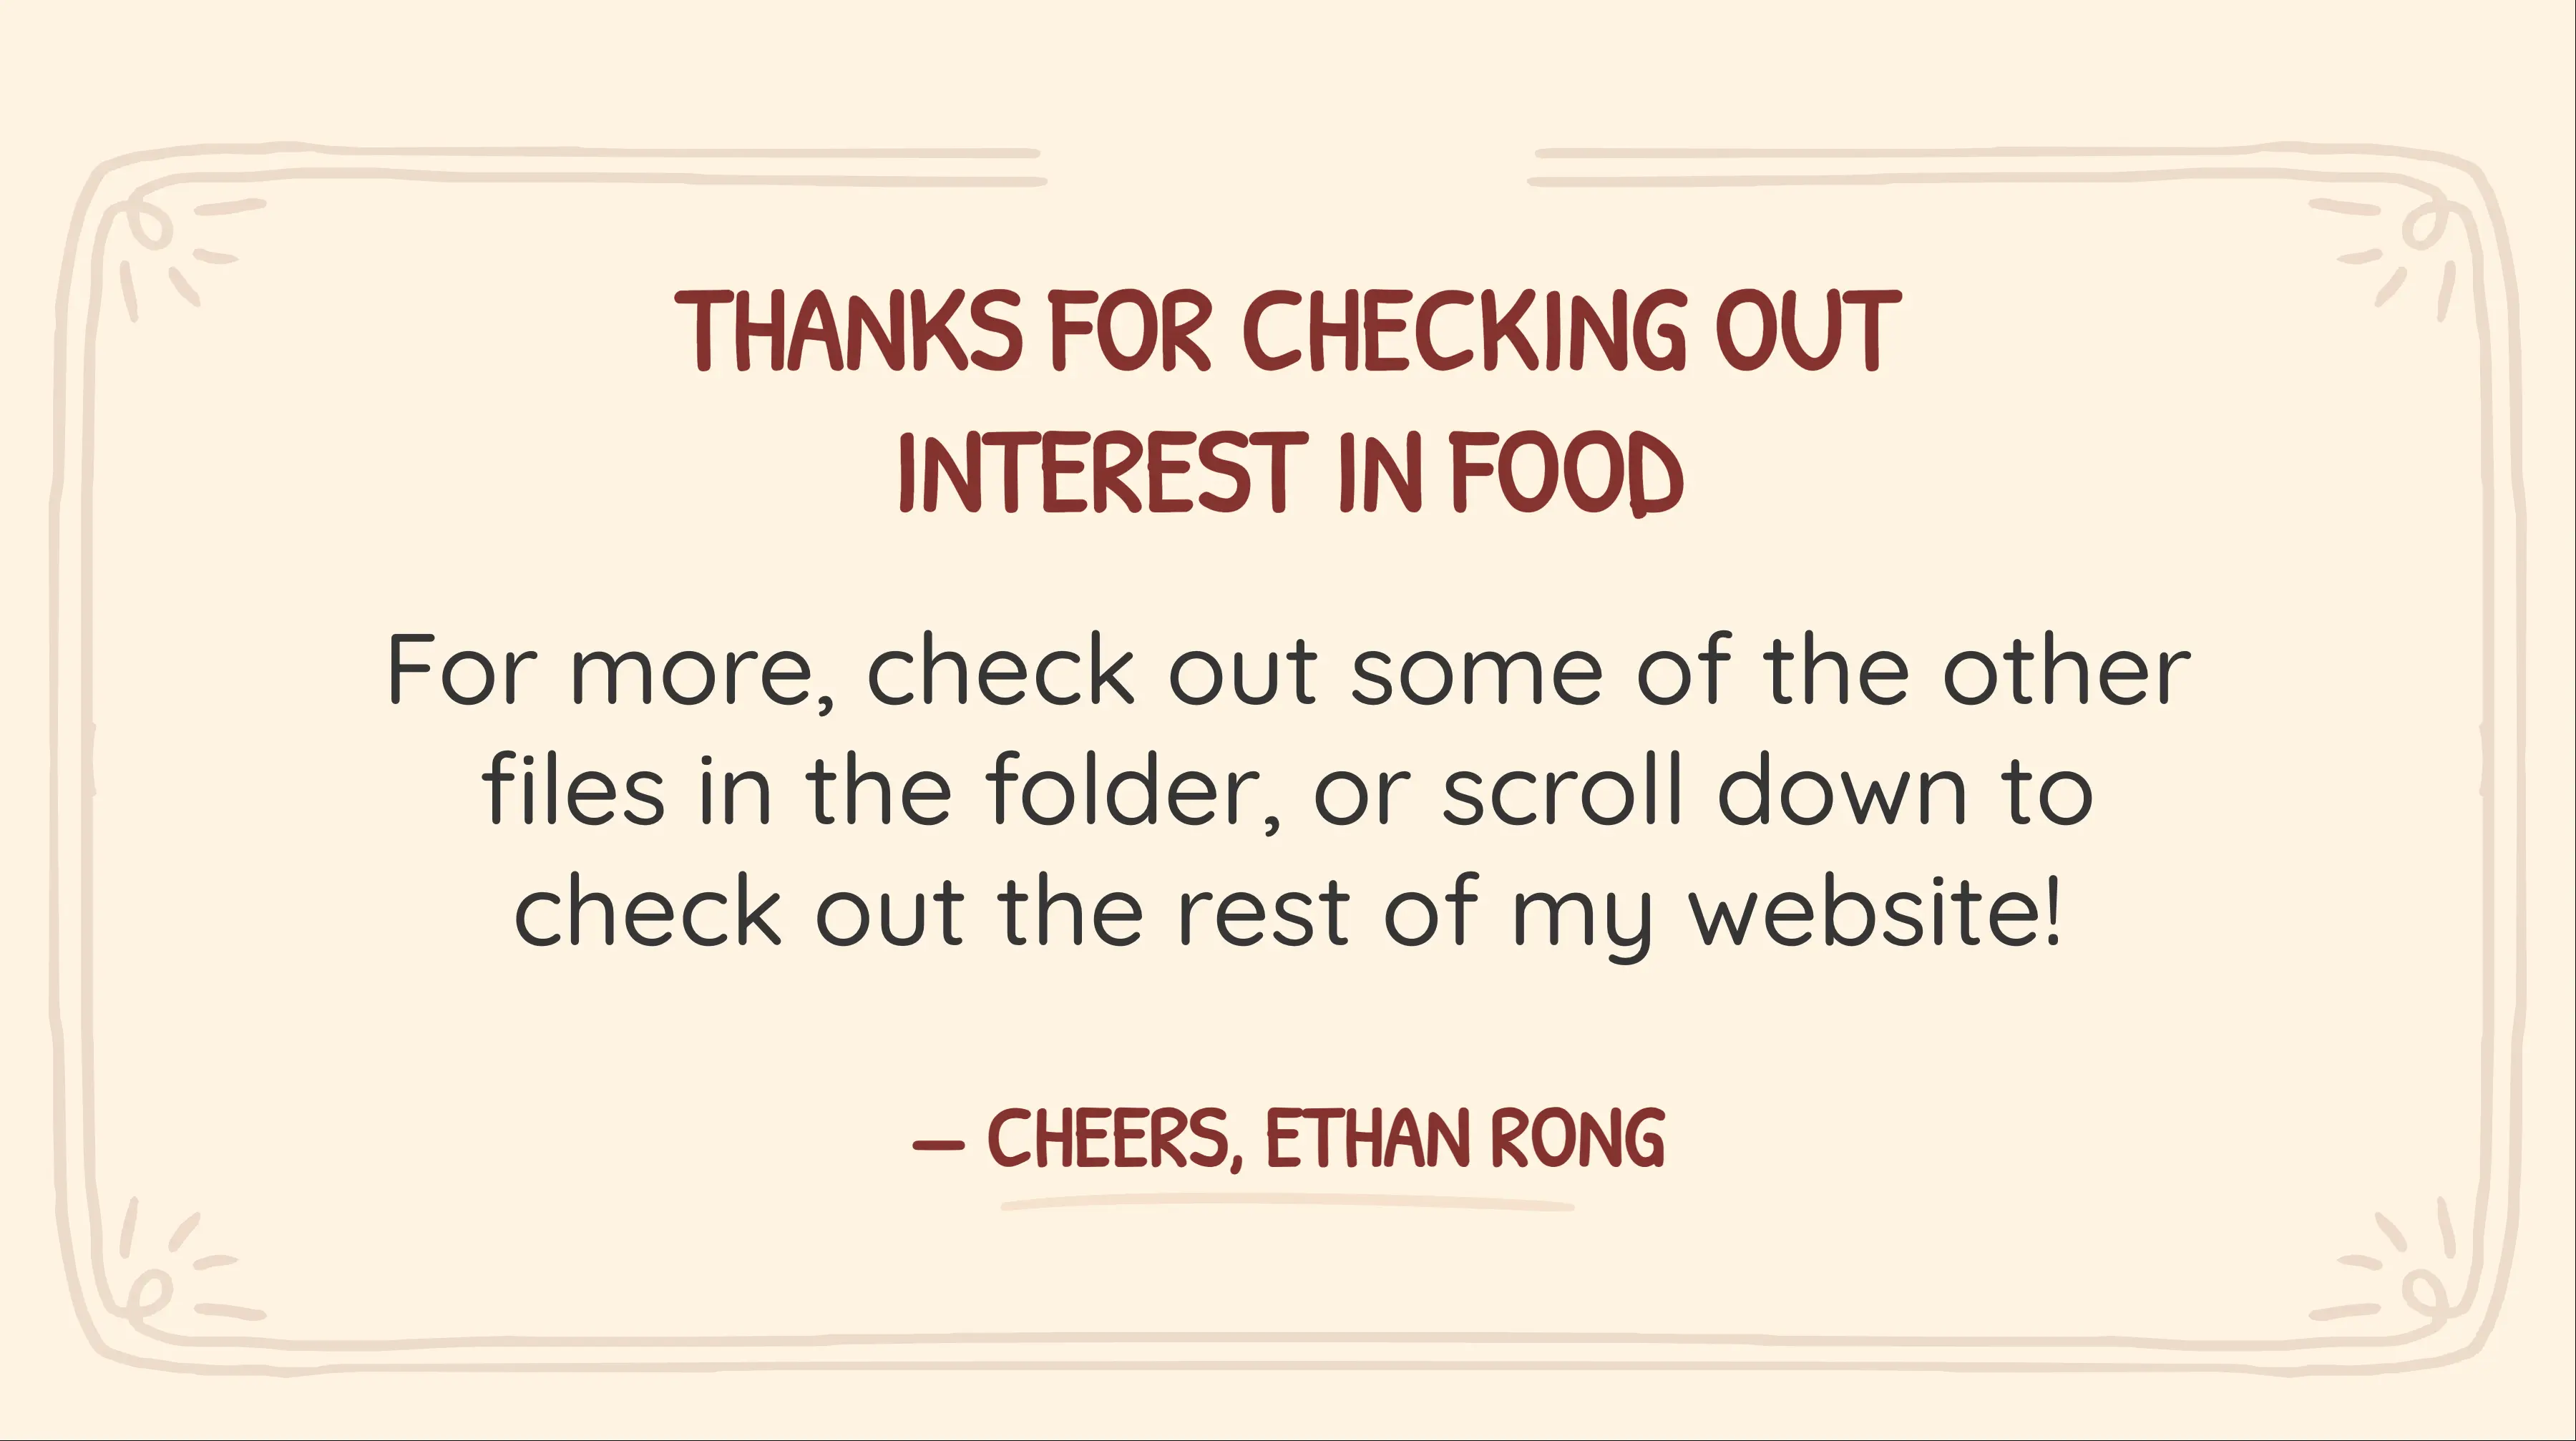 THANKS FOR CHECKING OUT
INTEREST IN FOOD
For more, check out some of the other
files in the folder, or scroll down to
check out the rest of my website!
— CHEERS, ETHAN RONG